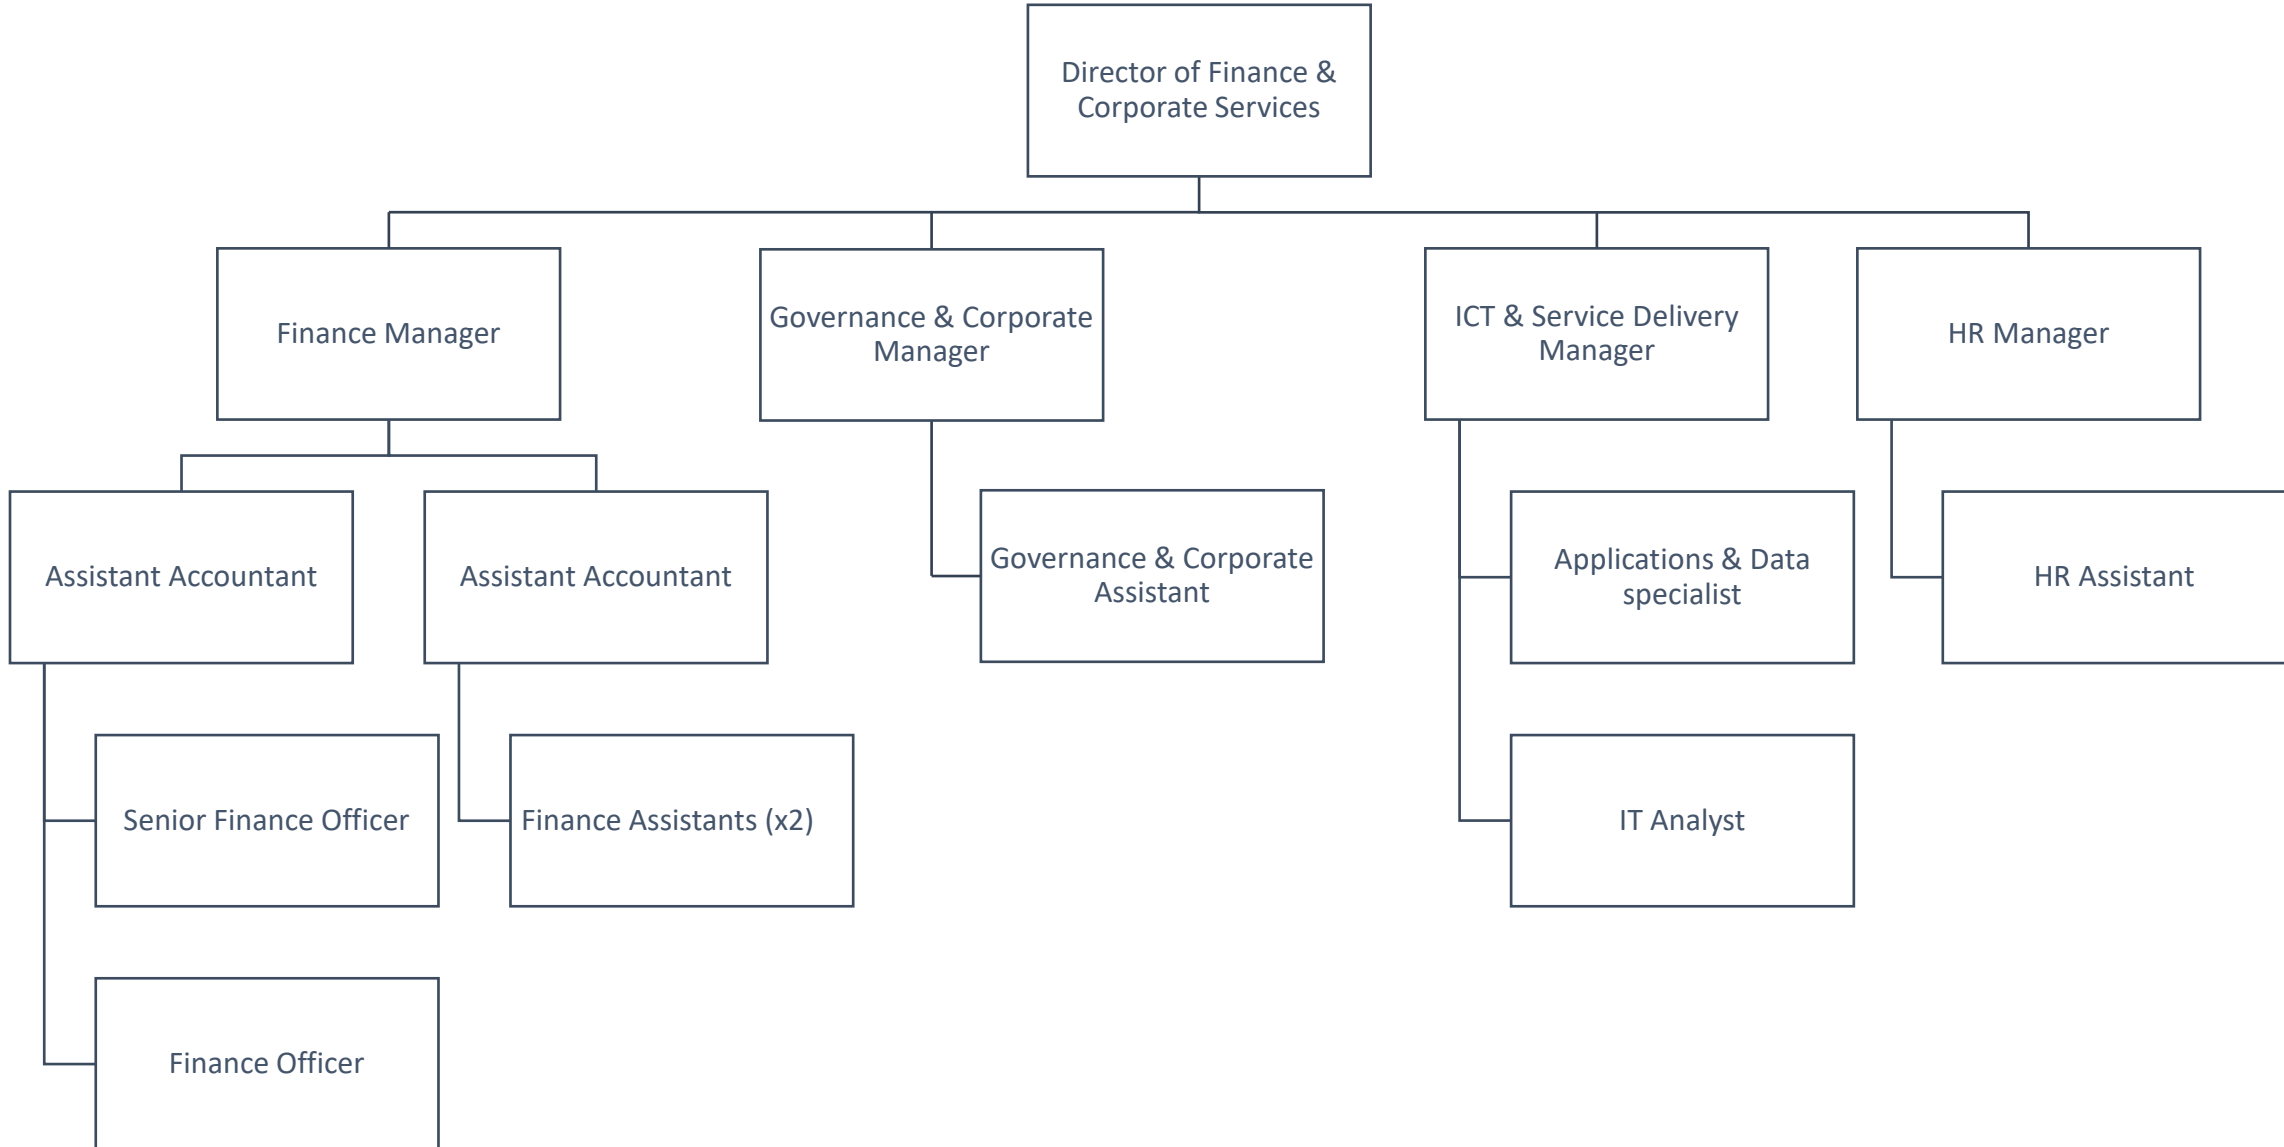 Director of Finance &
Corporate Services
Finance Manager
Governance & Corporate
Manager
ICT & Service Delivery
Manager
HR Manager
Assistant Accountant
Assistant Accountant
Governance & Corporate
Assistant
Applications & Data
specialist
HR Assistant
Senior Finance Officer
Finance Assistants (x2)
IT Analyst
Finance Officer